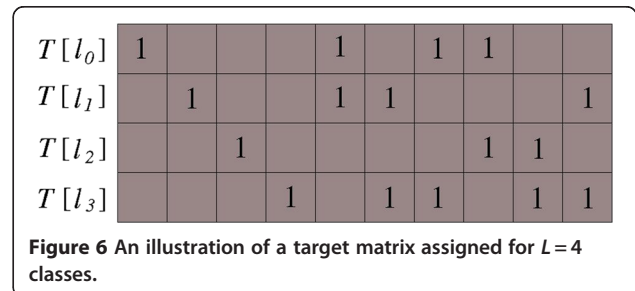 T[l₀] 1 1 1 1
T[l₁] 1 1 1 1
T[l₂] 1 1 1
T[l₃] 1 1 1 1 1
Figure 6 An illustration of a target matrix assigned for L = 4
classes.